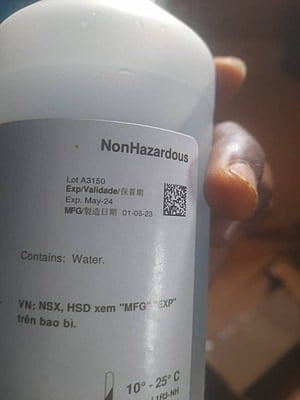 NonHazardous
Lot A3150
Exp/Validade/保質期
Exp. May-24
MFG/製造日期 01-05-23
Contains: Water.
VN: NSX, HSD xem "MFG" "EXP"
trên bao bì.
10° - 25° C